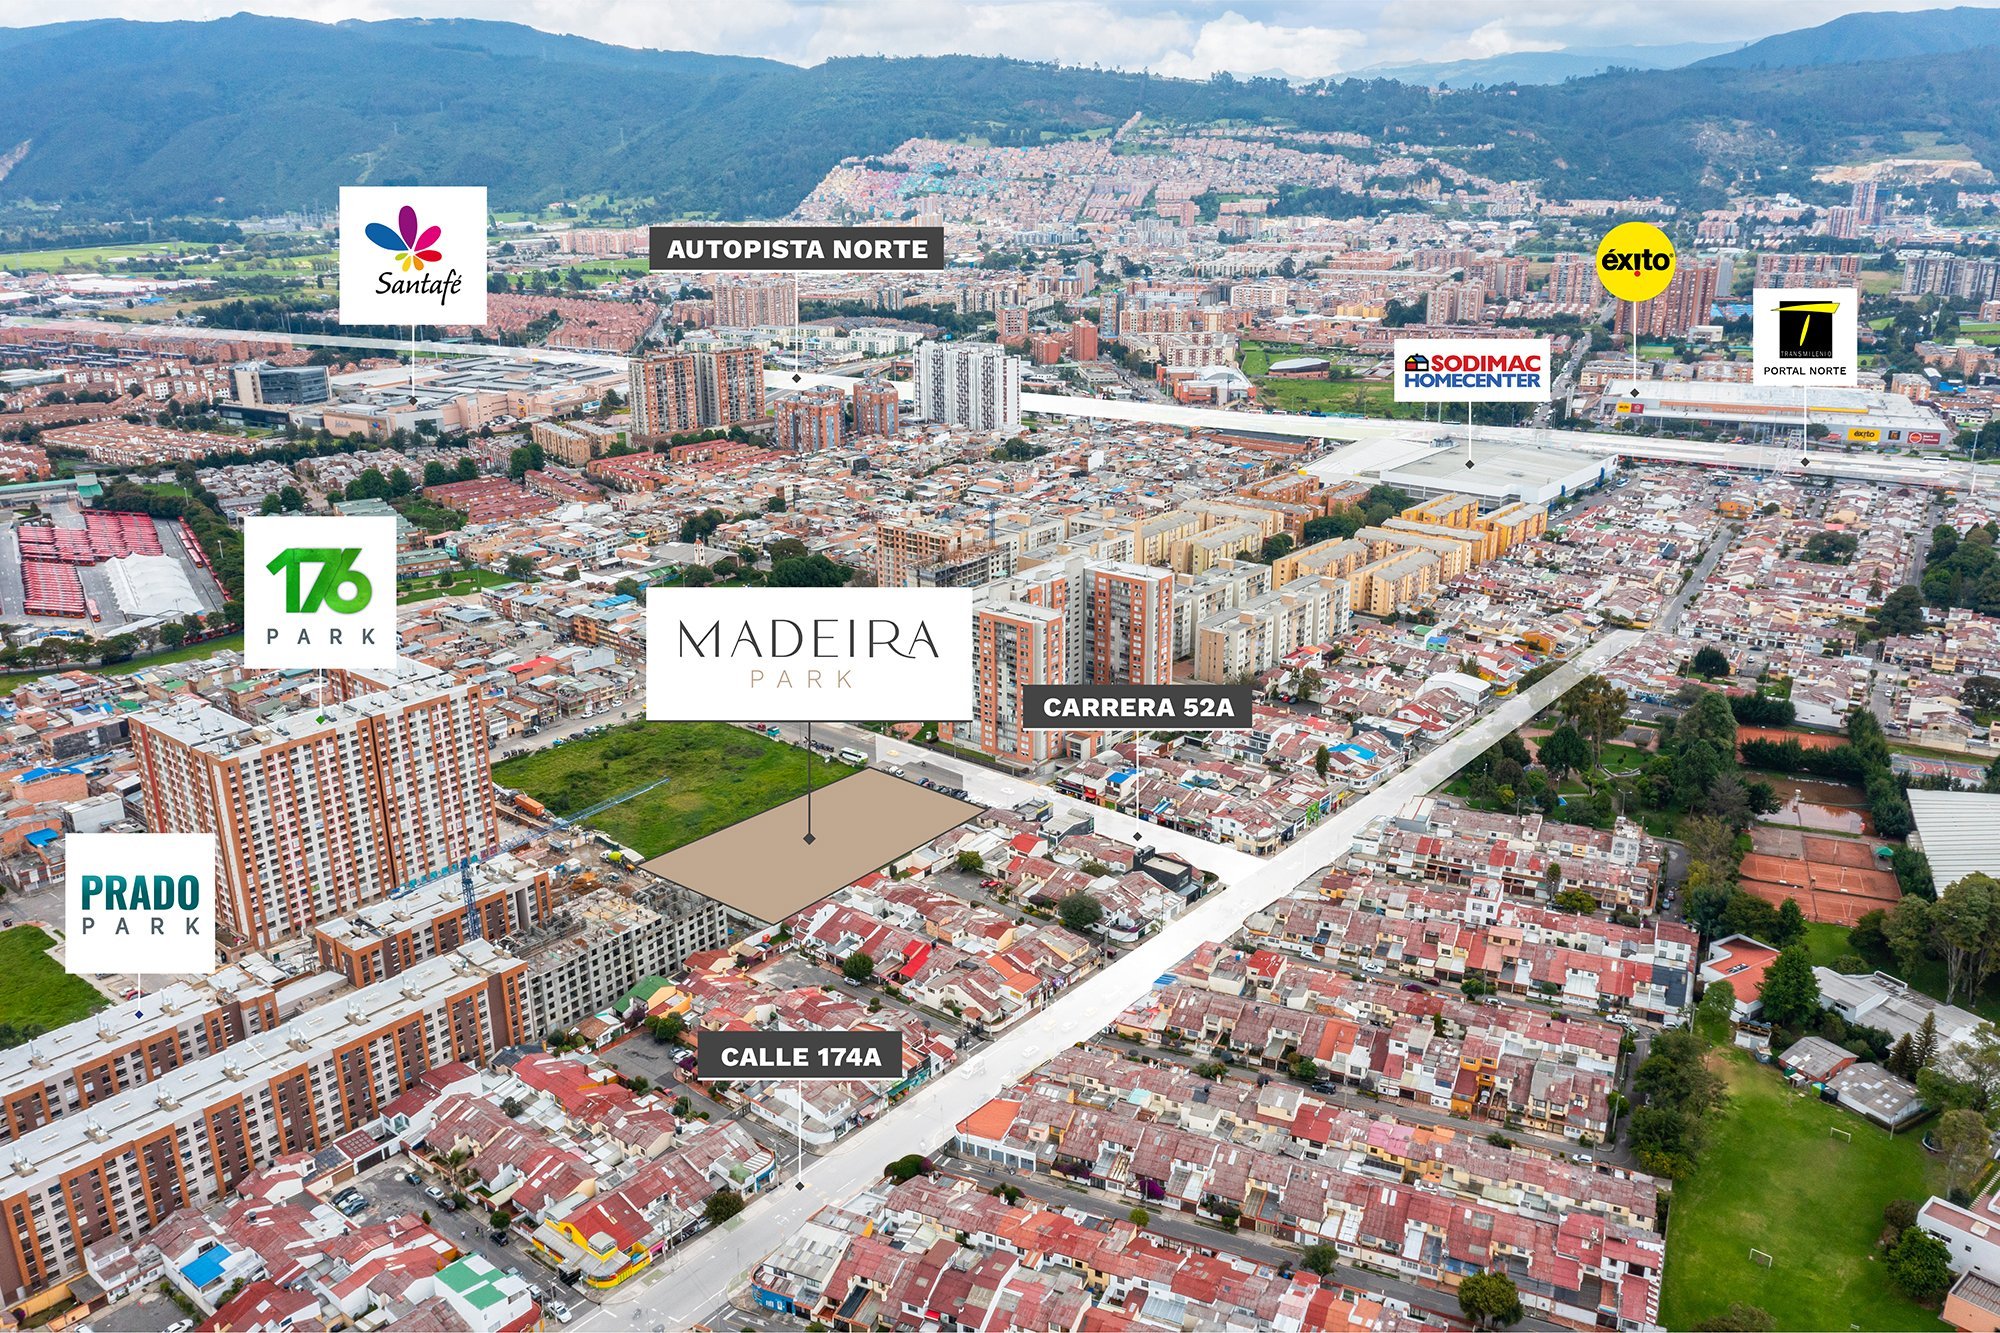 Santafé
AUTOPISTA NORTE
éxito
SODIMAC
HOMECENTER
TRANSMILENIO
PORTAL NORTE
éxito
176
PARK
MADEIRA
PARK
CARRERA 52A
PRADO
PARK
CALLE 174A